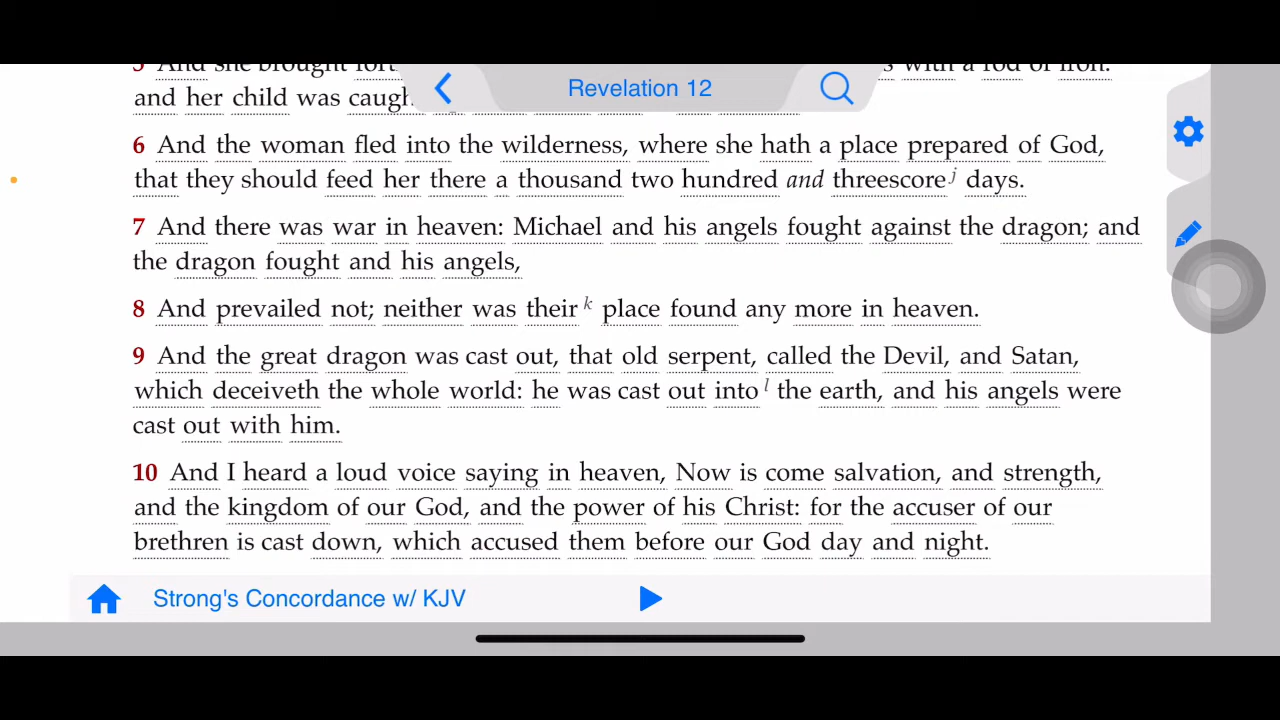 5 And she brought
Revelation 12
with a rod of iron.
and her child was caugh
6 And the woman fled into the wilderness, where she hath a place prepared of God,
that they should feed her there a thousand two hundred and threescore j days.
7 And there was war in heaven: Michael and his angels fought against the dragon; and
the dragon fought and his angels,
8 And prevailed not; neither was their k place found any more in heaven.
9 And the great dragon was cast out, that old serpent, called the Devil, and Satan,
which deceiveth the whole world: he was cast out into l the earth, and his angels were
cast out with him.
10 And I heard a loud voice saying in heaven, Now is come salvation, and strength,
and the kingdom of our God, and the power of his Christ: for the accuser of our
brethren is cast down, which accused them before our God day and night.
Strong's Concordance w/ KJV